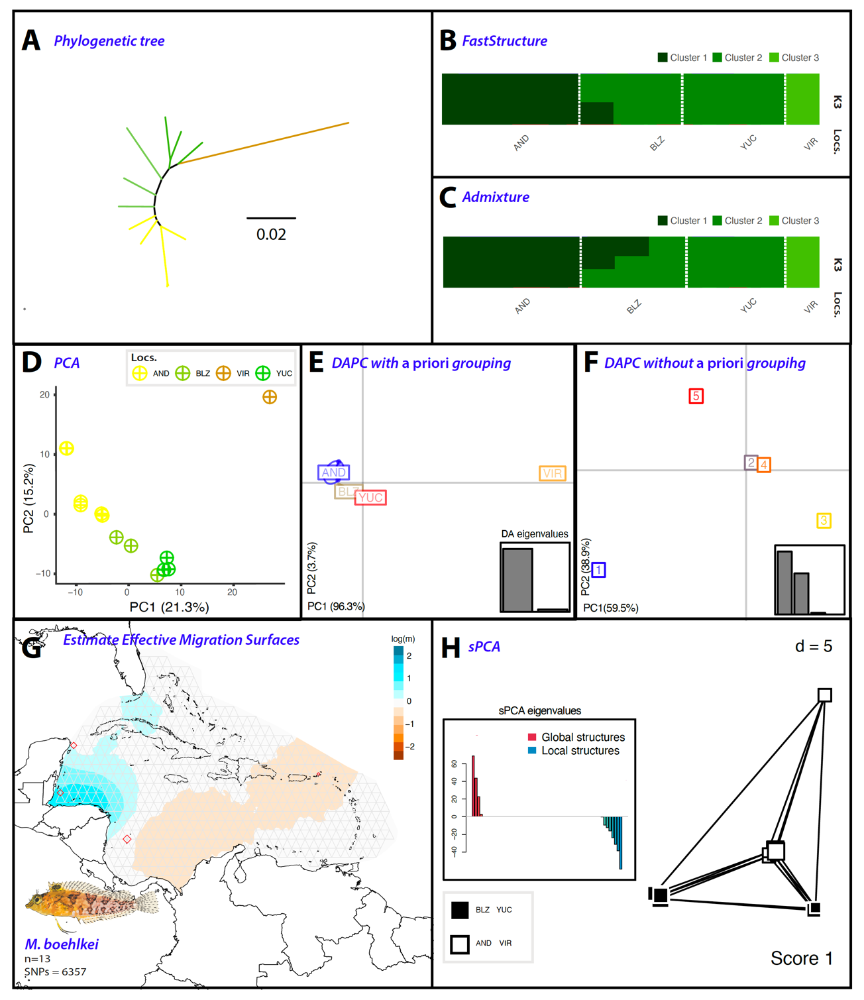 A Phylogenetic tree
0.02
B FastStructure
Cluster 1 Cluster 2 Cluster 3
K3
AND BLZ YUC VIR Locs.
C Admixture
Cluster 1 Cluster 2 Cluster 3
K3
AND BLZ YUC VIR Locs.
D PCA
Locs.
AND BLZ VIR YUC
20
10
0
−10
PC2 (15.2%)
−10 0 10 20
PC1 (21.3%)
E DAPC with a priori grouping
AND
VIR
BLZ
YUC
DA eigenvalues
PC2 (3.7%)
PC1 (96.3%)
F DAPC without a priori groupihg
5
2 4
3
1
PC2 (38.9%)
PC1(59.5%)
G Estimate Effective Migration Surfaces
log(m)
2
1
0
−1
−2
M. boehlkei
n=13
SNPs = 6357
H sPCA
d = 5
sPCA eigenvalues
Global structures
Local structures
60
40
20
0
−20
−40
BLZ YUC
AND VIR
Score 1